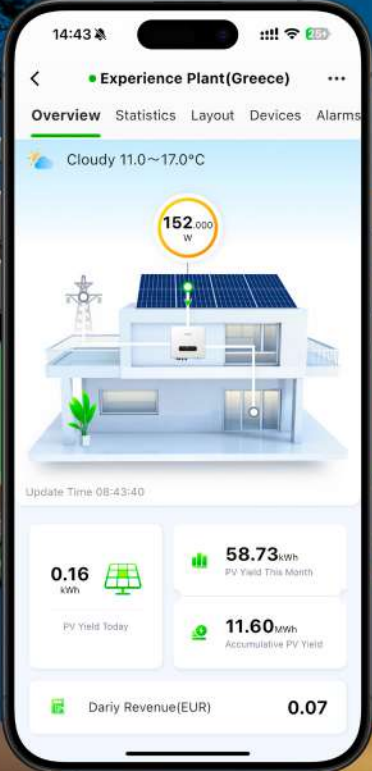 14:43
25+
Experience Plant(Greece)
Overview Statistics Layout Devices Alarms
Cloudy 11.0～17.0°C
152.000
W
Update Time 08:43:40
0.16
kWh
PV Yield Today
58.73kWh
PV Yield This Month
11.60MWh
Accumulative PV Yield
Dariy Revenue(EUR) 0.07